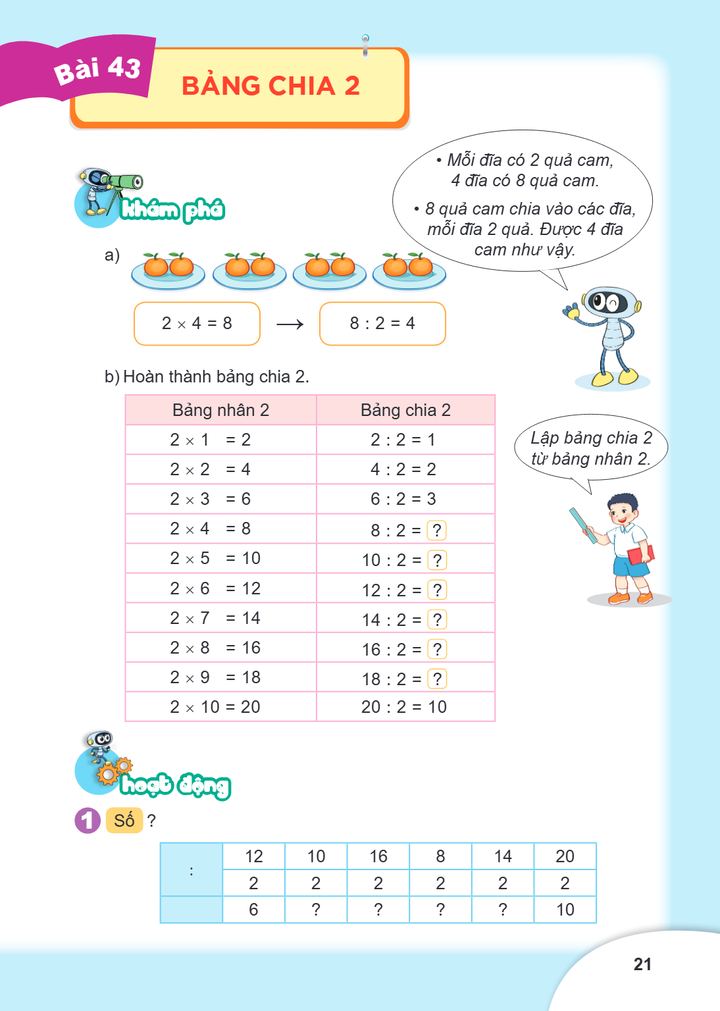 Bài 43
BẢNG CHIA 2
• Mỗi đĩa có 2 quả cam,
4 đĩa có 8 quả cam.
• 8 quả cam chia vào các đĩa,
mỗi đĩa 2 quả. Được 4 đĩa
cam như vậy.
khám phá
a)
2 × 4 = 8 → 8 : 2 = 4
b) Hoàn thành bảng chia 2.
Bảng nhân 2 Bảng chia 2
2 × 1 = 2 2 : 2 = 1
2 × 2 = 4 4 : 2 = 2
2 × 3 = 6 6 : 2 = 3
2 × 4 = 8 8 : 2 = ?
2 × 5 = 10 10 : 2 = ?
2 × 6 = 12 12 : 2 = ?
2 × 7 = 14 14 : 2 = ?
2 × 8 = 16 16 : 2 = ?
2 × 9 = 18 18 : 2 = ?
2 × 10 = 20 20 : 2 = 10
Lập bảng chia 2
từ bảng nhân 2.
hoạt động
1 Số ?
: 12 10 16 8 14 20
2 2 2 2 2 2
6 ? ? ? ? 10
21